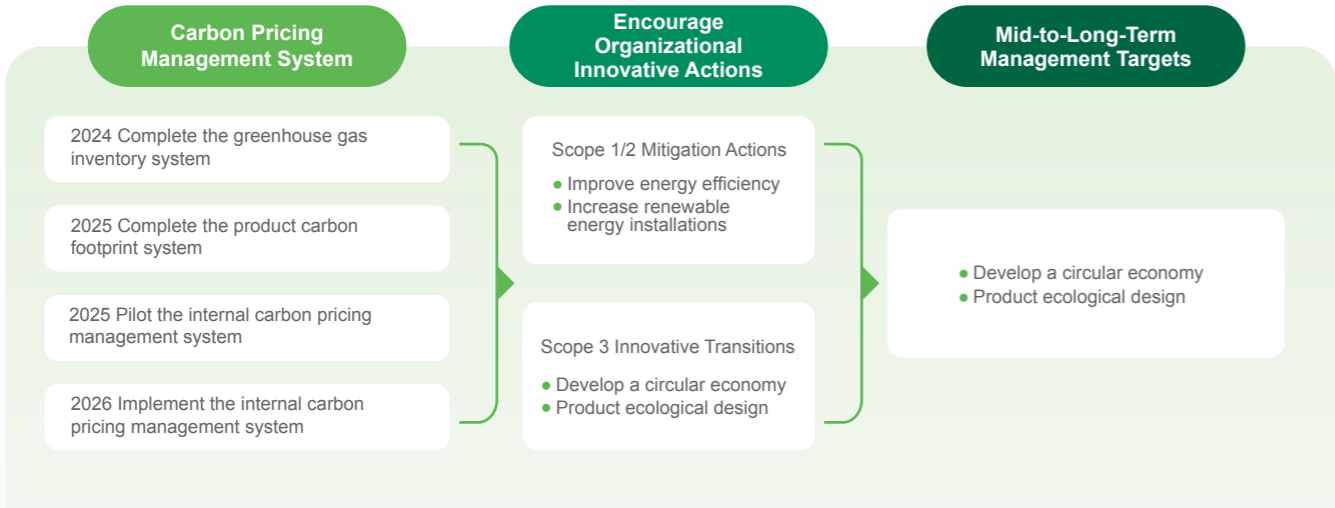 Carbon Pricing
Management System
2024 Complete the greenhouse gas
inventory system
2025 Complete the product carbon
footprint system
2025 Pilot the internal carbon pricing
management system
2026 Implement the internal carbon
pricing management system
Encourage
Organizational
Innovative Actions
Scope 1/2 Mitigation Actions
● Improve energy efficiency
● Increase renewable
energy installations
Scope 3 Innovative Transitions
● Develop a circular economy
● Product ecological design
Mid-to-Long-Term
Management Targets
● Develop a circular economy
● Product ecological design